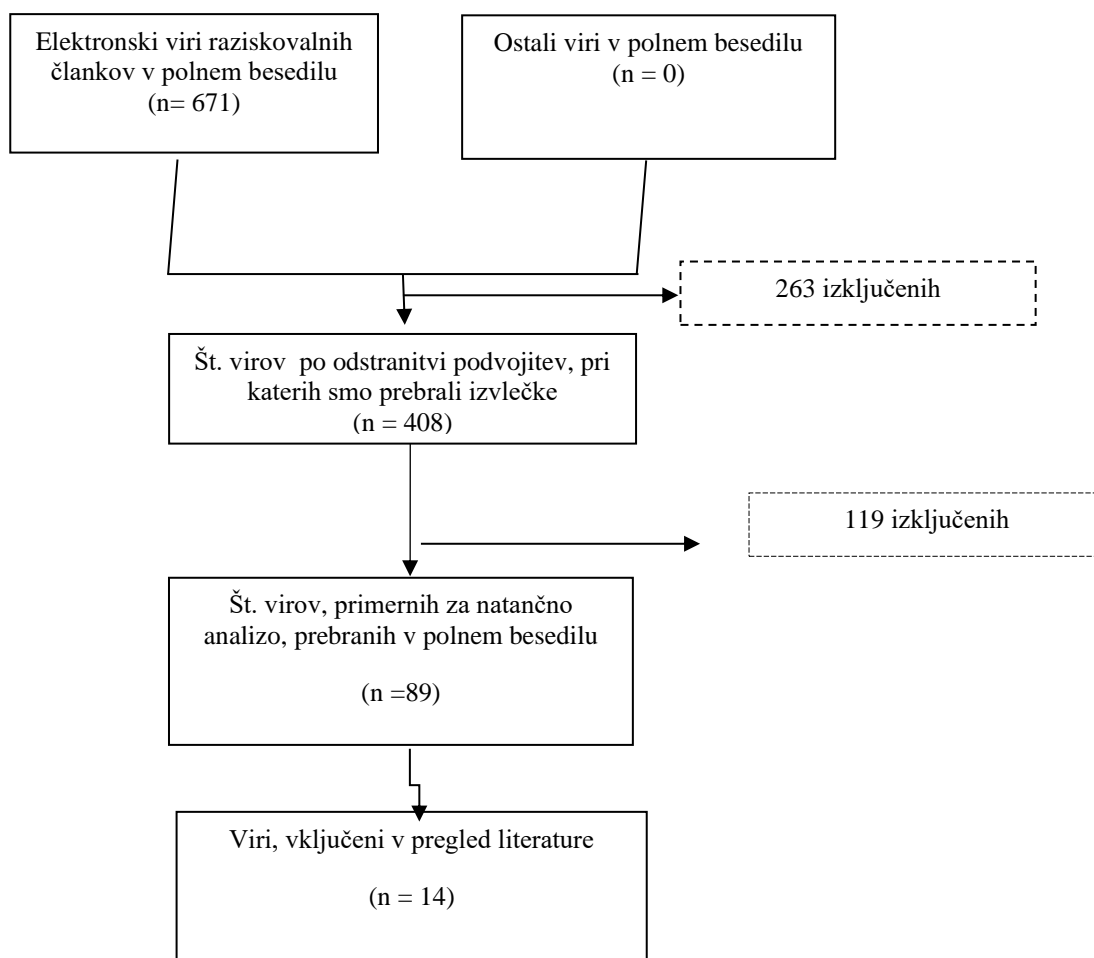 Elektronski viri raziskovalnih
člankov v polnem besedilu
(n= 671)
Ostali viri v polnem besedilu
(n = 0)
263 izključenih
Št. virov po odstranitvi podvojitev, pri
katerih smo prebrali izvlečke
(n = 408)
119 izključenih
Št. virov, primernih za natančno
analizo, prebranih v polnem besedilu
(n =89)
Viri, vključeni v pregled literature
(n = 14)